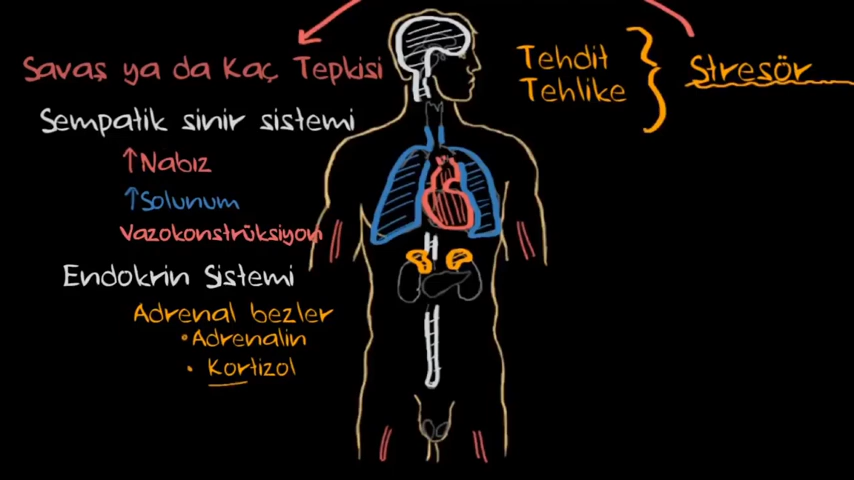 Savaş ya da Kaç Tepkisi
Sempatik sinir sistemi
↑Nabız
↑Solunum
Vazokonstrüksiyon
Endokrin Sistemi
Adrenal bezler
•Adrenalin
• Kortizol
Tehdit
Tehlike
Stresör